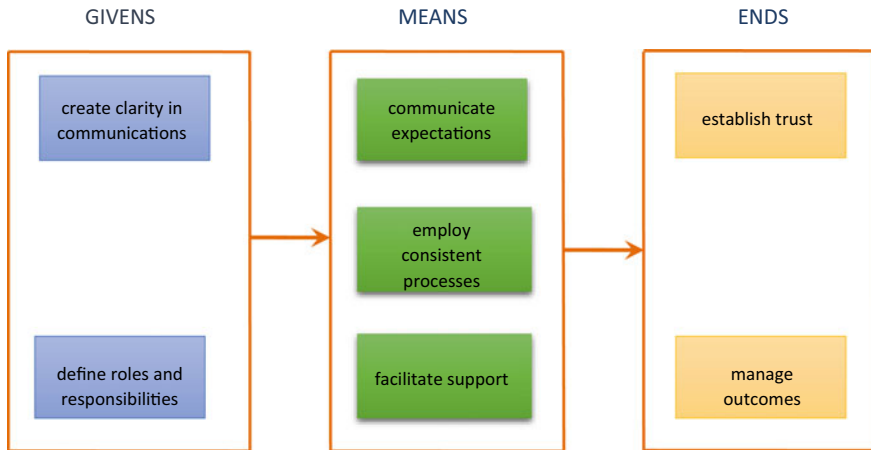 GIVENS
MEANS
ENDS
create clarity in
communications
define roles and
responsibilities
communicate
expectations
employ
consistent
processes
facilitate support
establish trust
manage
outcomes